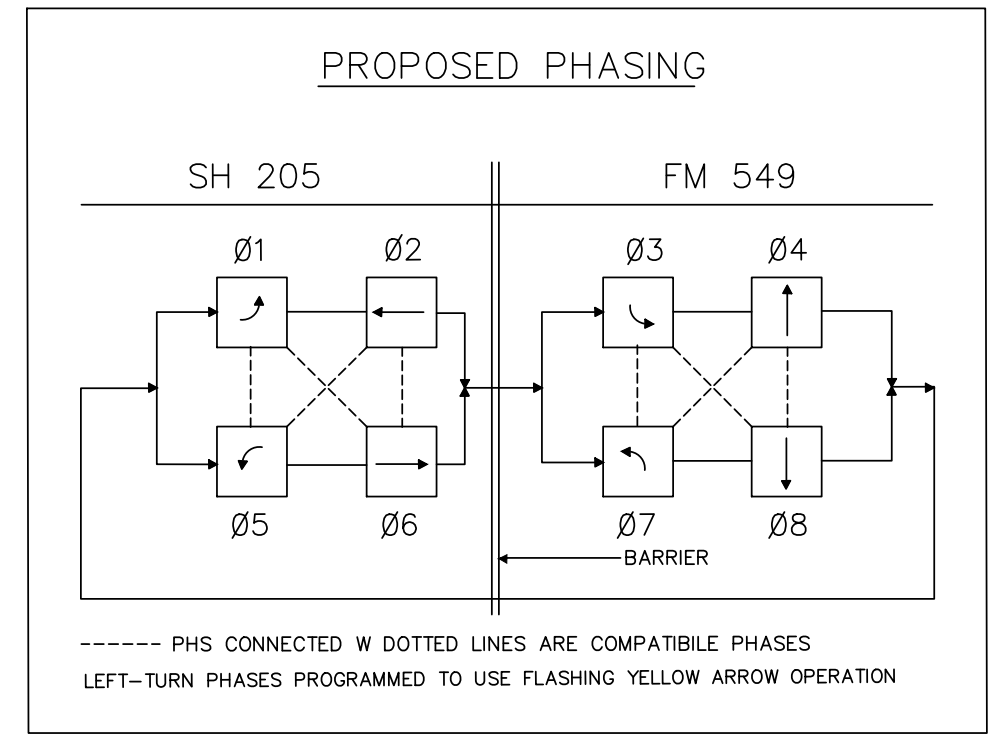 PROPOSED PHASING
SH 205
FM 549
Ø1
Ø2
Ø3
Ø4
Ø5
Ø6
Ø7
Ø8
BARRIER
------ PHS CONNECTED W DOTTED LINES ARE COMPATIBILE PHASES
LEFT-TURN PHASES PROGRAMMED TO USE FLASHING YELLOW ARROW OPERATION